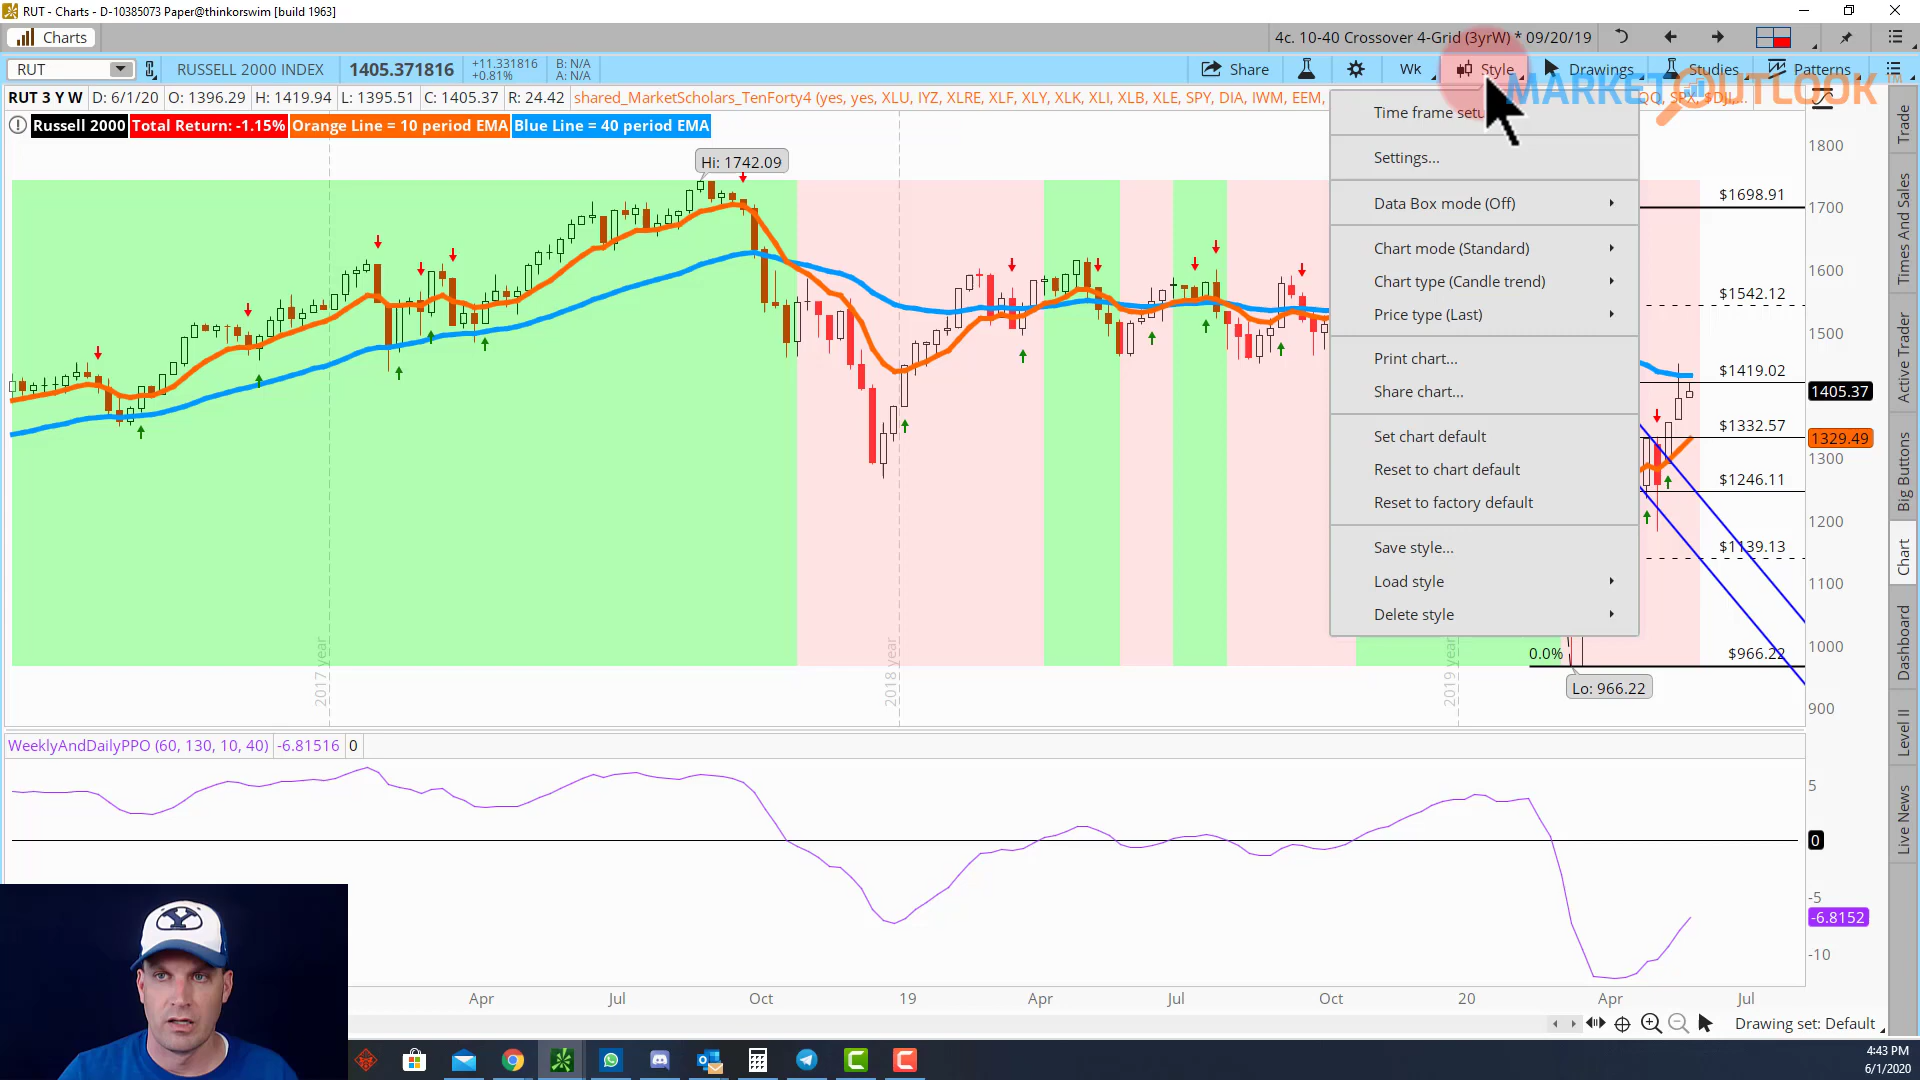 RUT - Charts - D-10385073 Paper@thinkorswim [build 1963]
Charts
4c. 10-40 Crossover 4-Grid (3yrW) * 09/20/19
RUT
RUSSELL 2000 INDEX
1405.371816
+11.331816
+0.81%
B: N/A
A: N/A
Share
Wk
Style
Drawings
Studies
Patterns
MARKET OUTLOOK
RUT 3 Y W
D: 6/1/20
O: 1396.29
H: 1419.94
L: 1395.51
C: 1405.37
R: 24.42
shared_MarketScholars_TenForty4 (yes, yes, XLU, IYZ, XLRE, XLF, XLY, XLK, XLI, XLB, XLE, SPY, DIA, IWM, EEM,
QQ, SPX, $DJI,...
Russell 2000
Total Return: -1.15%
Orange Line = 10 period EMA
Blue Line = 40 period EMA
Time frame setu
Settings...
Data Box mode (Off)
Chart mode (Standard)
Chart type (Candle trend)
Price type (Last)
Print chart...
Share chart...
Set chart default
Reset to chart default
Reset to factory default
Save style...
Load style
Delete style
Hi: 1742.09
Lo: 966.22
0.0%
$1698.91
$1542.12
$1419.02
$1332.57
$1246.11
$1139.13
$966.22
1800
1700
1600
1500
1405.37
1329.49
1300
1200
1100
1000
900
2017 year
2018 year
2019 year
Trade
Times And Sales
Active Trader
Big Buttons
Chart
Dashboard
Level II
Live News
WeeklyAndDailyPPO (60, 130, 10, 40)
-6.81516
0
5
0
-5
-6.8152
-10
Apr
Jul
Oct
19
Apr
Jul
Oct
20
Apr
Jul
Drawing set: Default
4:43 PM
6/1/2020